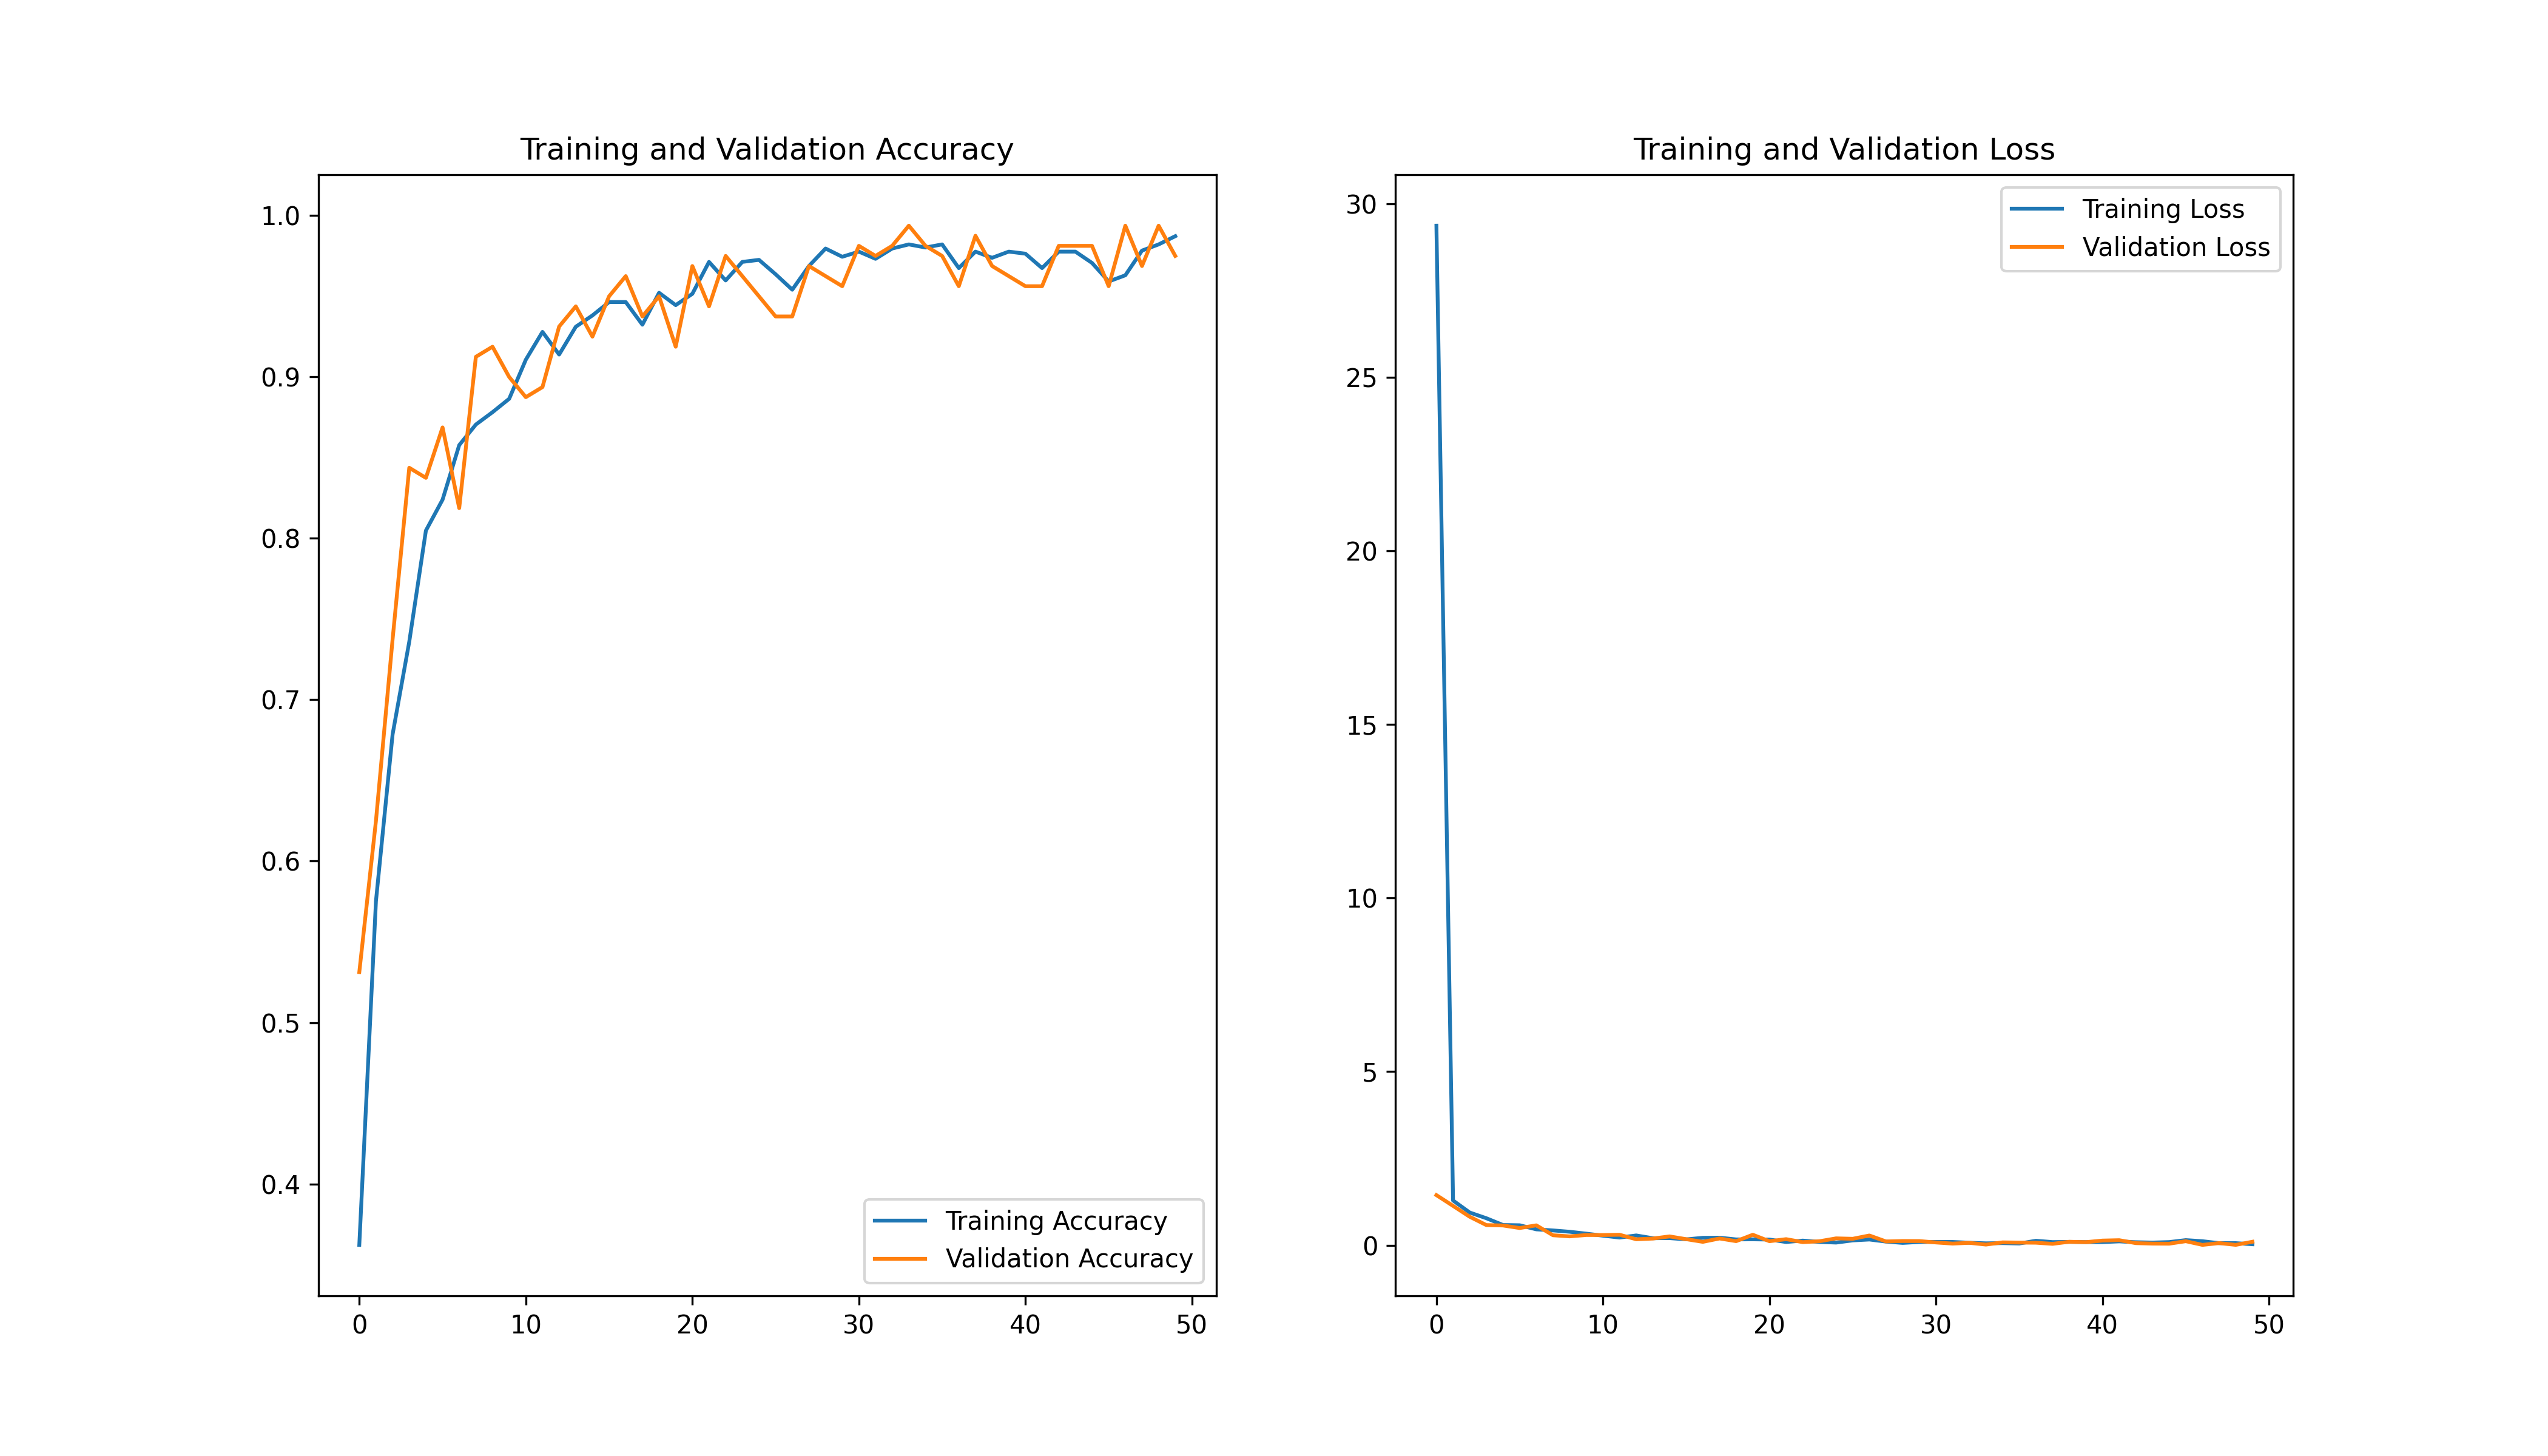 Training and Validation Accuracy
1.0
0.9
0.8
0.7
0.6
0.5
0.4
0 10 20 30 40 50
Training Accuracy
Validation Accuracy
Training and Validation Loss
30
25
20
15
10
5
0
0 10 20 30 40 50
Training Loss
Validation Loss